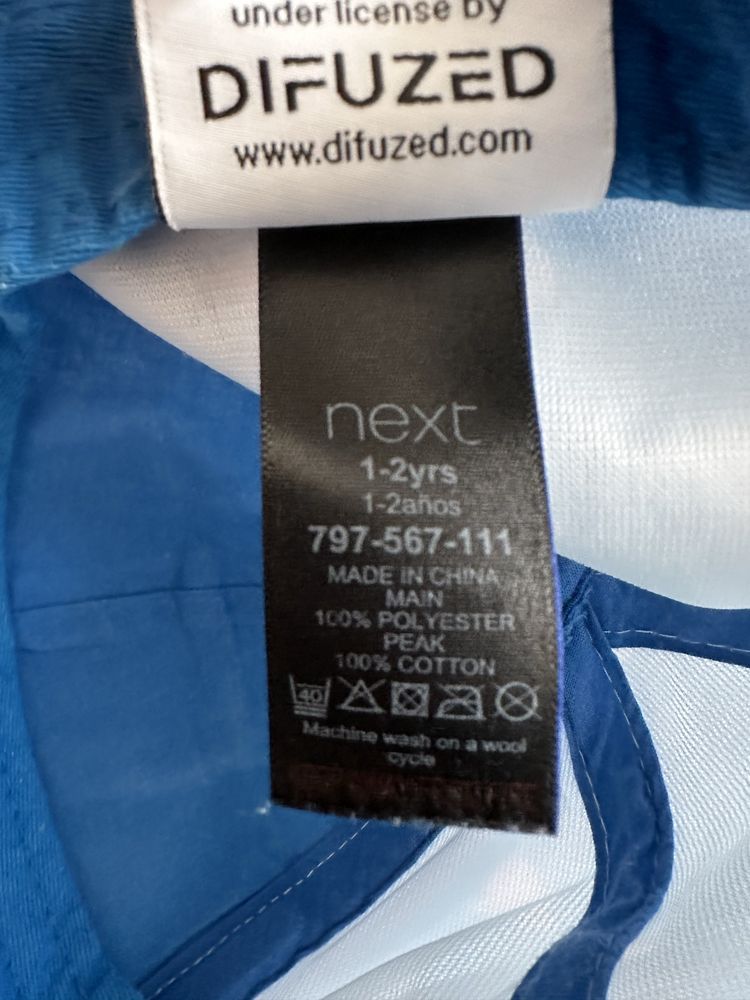 under license by
DIFUZED
www.difuzed.com
next
1-2yrs
1-2años
797-567-111
MADE IN CHINA
MAIN
100% POLYESTER
PEAK
100% COTTON
40
Machine wash on a wool
cycle